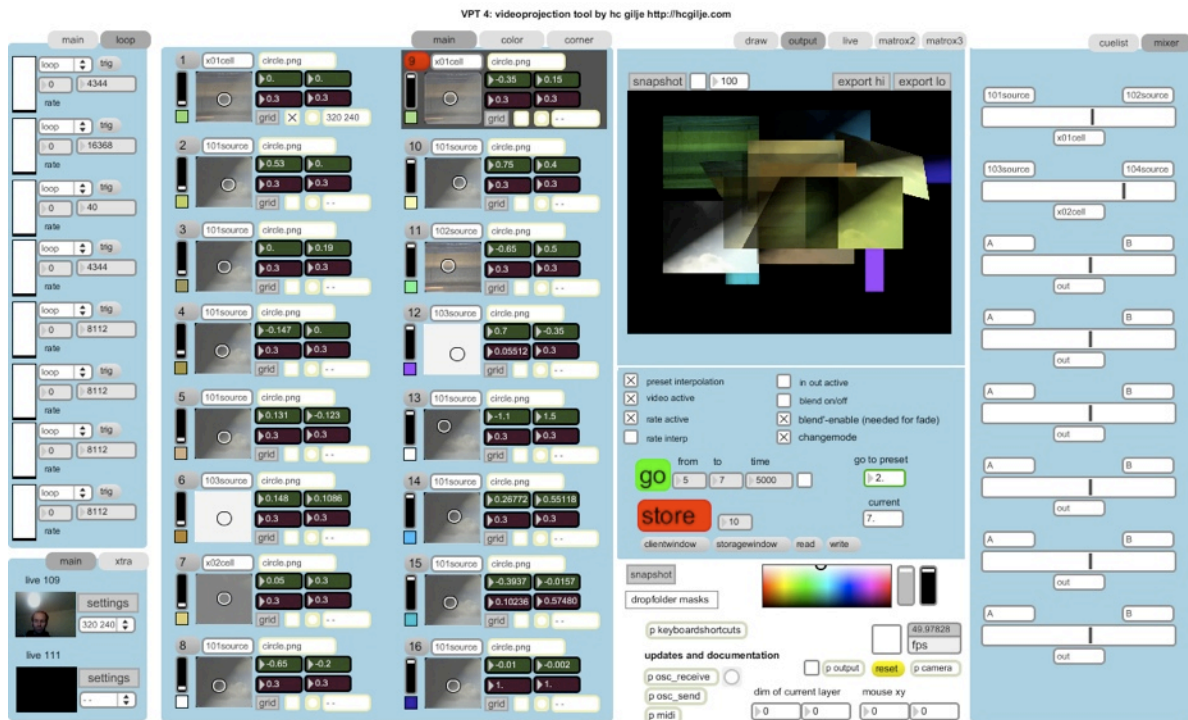 VPT 4: videoprojection tool by hc gilje http://hcgilje.com
main loop
loop trig
0 4344
rate
loop trig
0 16368
rate
loop trig
0 40
rate
loop trig
0 4344
rate
loop trig
0 8112
rate
loop trig
0 8112
rate
loop trig
0 8112
rate
loop trig
0 8112
rate
main xtra
live 109
settings
320 240
live 111
settings
- -
1 x01cell circle.png
0. 0.
0.3 0.3
grid 320 240
2 101source circle.png
0.53 0.
0.3 0.3
grid - -
3 101source circle.png
0. 0.19
0.3 0.3
grid - -
4 101source circle.png
-0.147 0.
0.3 0.3
grid - -
5 101source circle.png
0.131 -0.123
0.3 0.3
grid - -
6 103source circle.png
0.148 0.1086
0.3 0.3
grid - -
7 x02cell circle.png
0.05 0.3
0.3 0.3
grid - -
8 101source circle.png
-0.65 -0.2
0.3 0.3
grid - -
main color corner
9 x01cell circle.png
-0.35 0.15
0.3 0.3
grid - -
10 101source circle.png
0.75 0.4
0.3 0.3
grid - -
11 102source circle.png
-0.65 0.5
0.3 0.3
grid - -
12 103source circle.png
0.7 -0.35
0.05512 0.3
grid - -
13 101source circle.png
-1.1 1.5
0.3 0.3
grid - -
14 101source circle.png
0.26772 0.55118
0.3 0.3
grid - -
15 101source circle.png
-0.3937 -0.0157
0.10236 0.57480
grid - -
16 101source circle.png
-0.01 -0.002
1. 1.
grid - -
draw output live matrox2 matrox3
snapshot 100 export hi export lo
preset interpolation in out active
video active blend on/off
rate active blend'-enable (needed for fade)
rate interp changemode
from to time go to preset
go 5 7 5000 2.
current
store 10 7.
clientwindow storagewindow read write
snapshot
dropfolder masks
p keyboardshortcuts
49.97828
fps
updates and documentation
p output reset p camera
p osc_receive
p osc_send
dim of current layer mouse xy
p midi 0 0 0 0
cuelist mixer
101source 102source
x01cell
103source 104source
x02cell
A B
out
A B
out
A B
out
A B
out
A B
out
A B
out